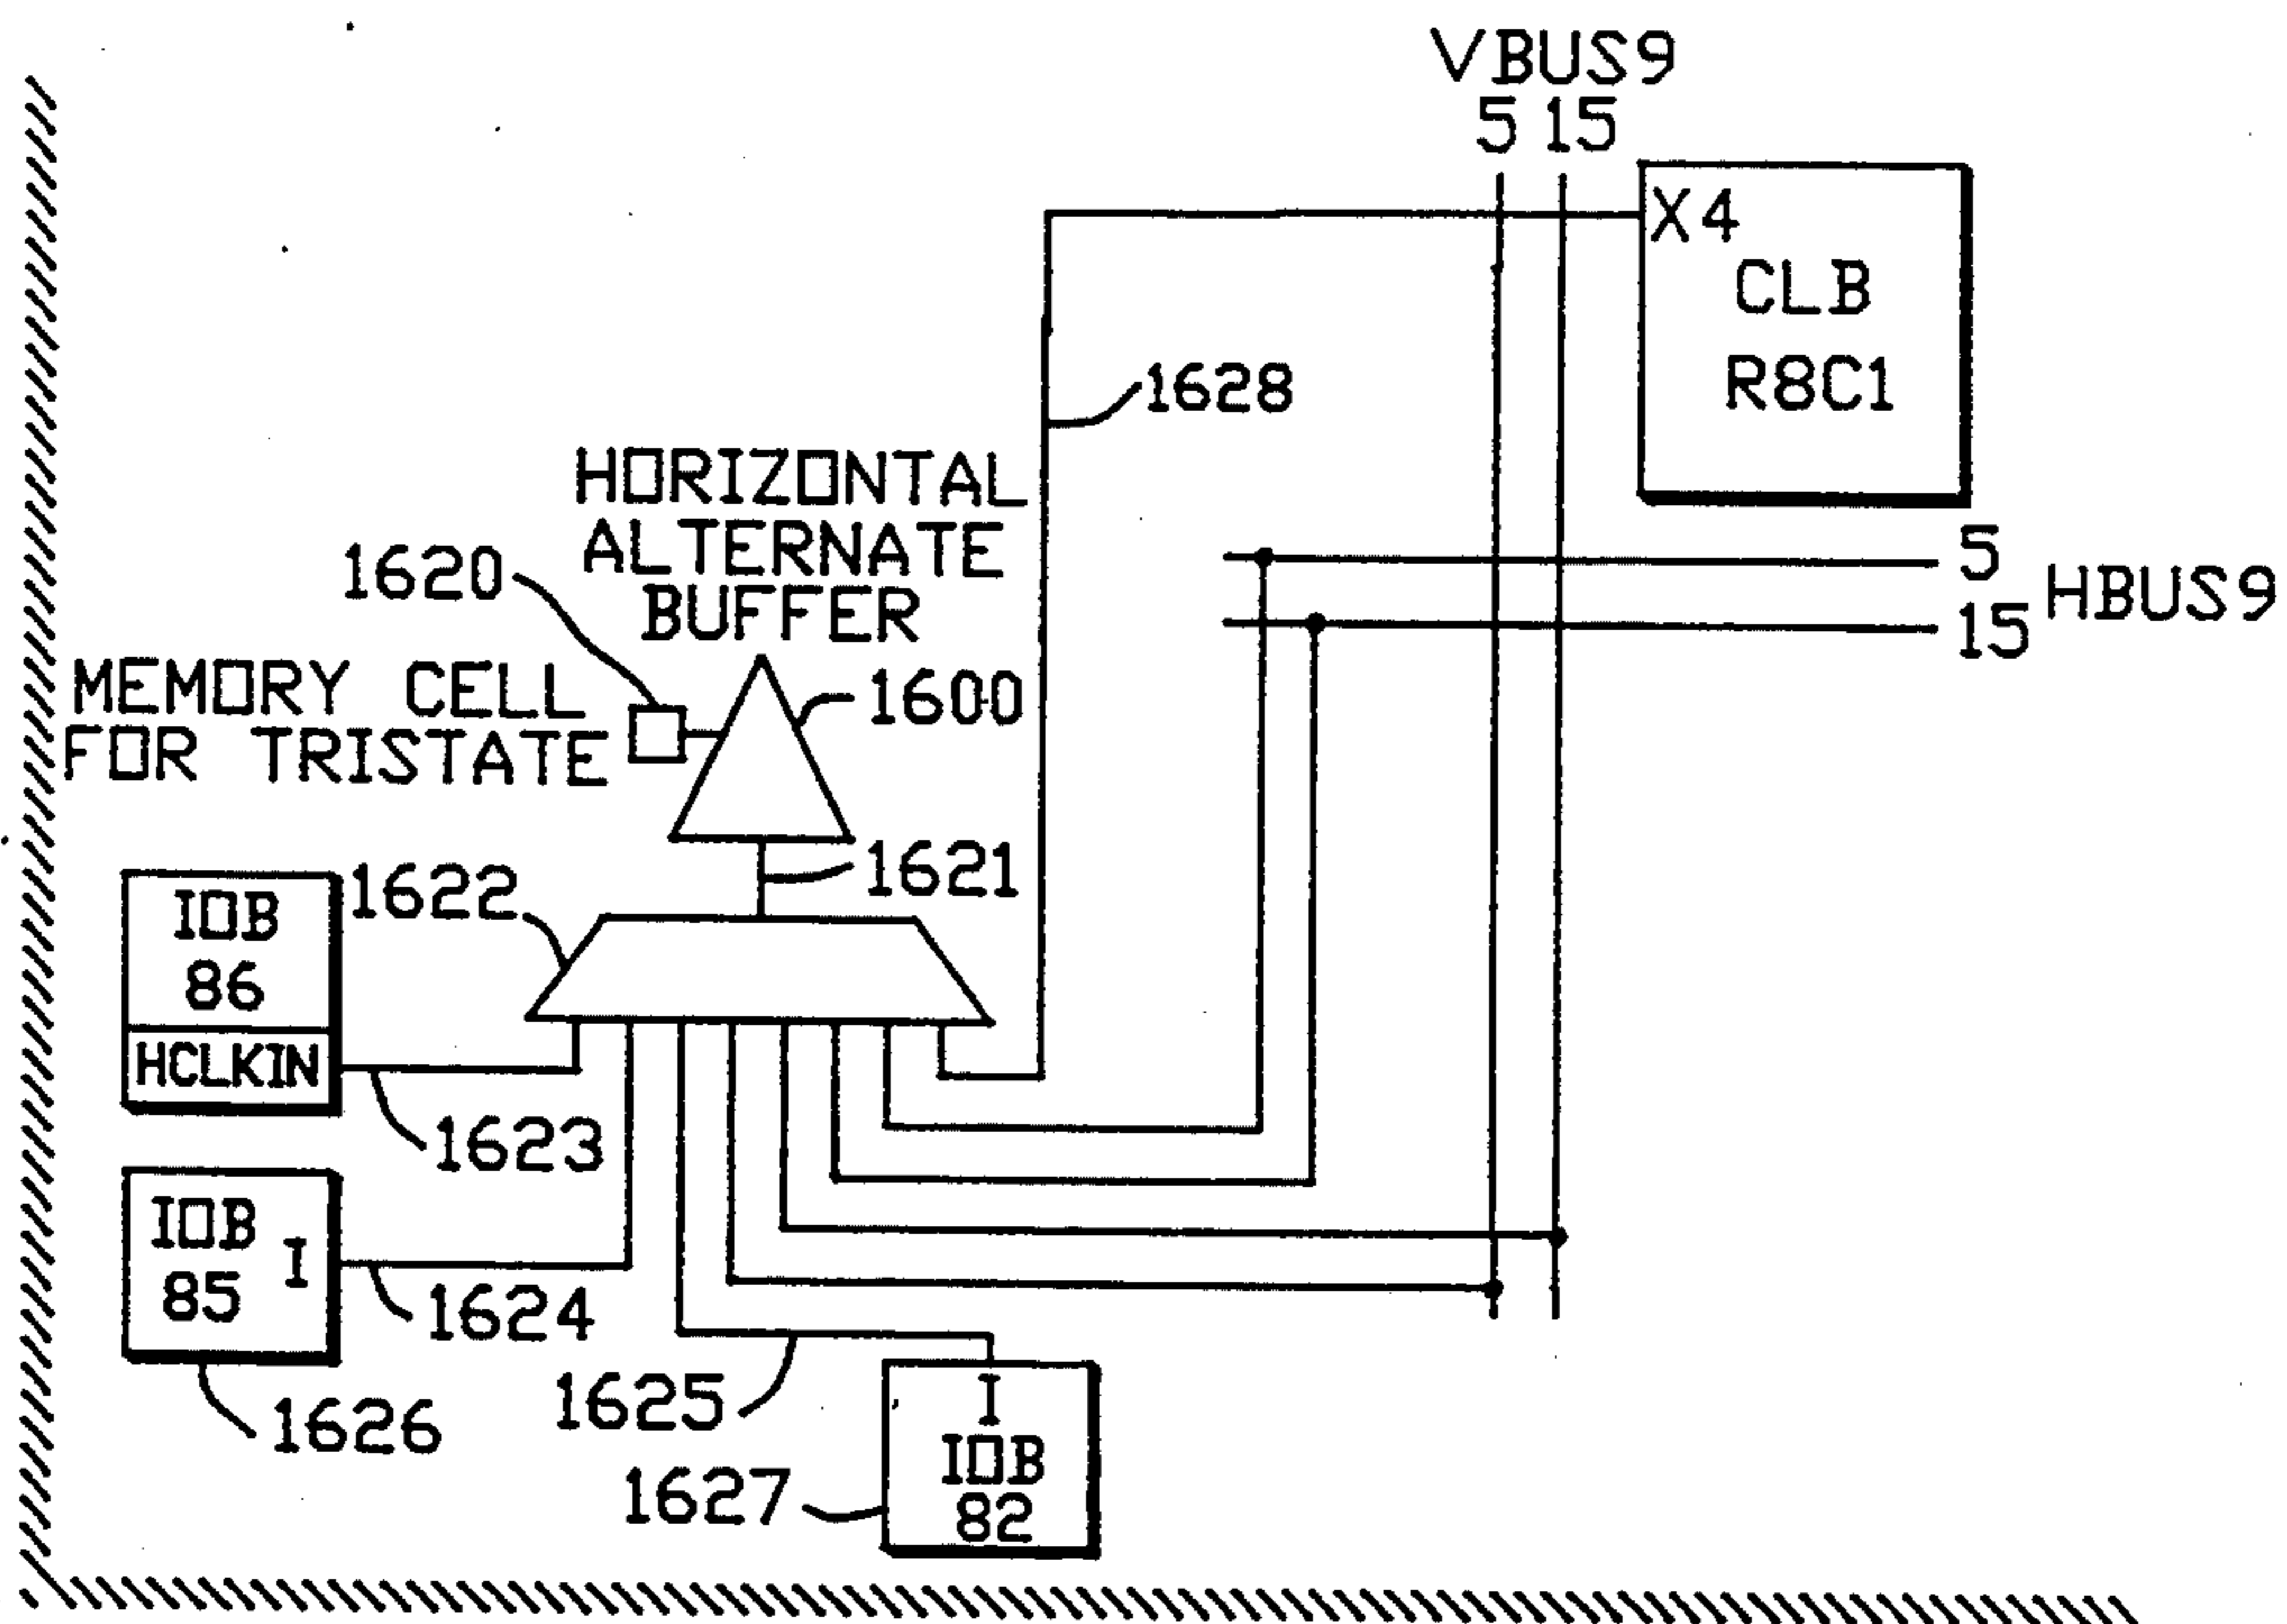 VBUS9
5 15
X4
CLB
R8C1
1628
HORIZONTAL
ALTERNATE
BUFFER
1620
5
15
HBUS9
MEMORY CELL
FOR TRISTATE
1600
1621
1622
IOB
86
HCLKIN
1623
IOB
85
I
1624
1626
1625
I
IOB
82
1627